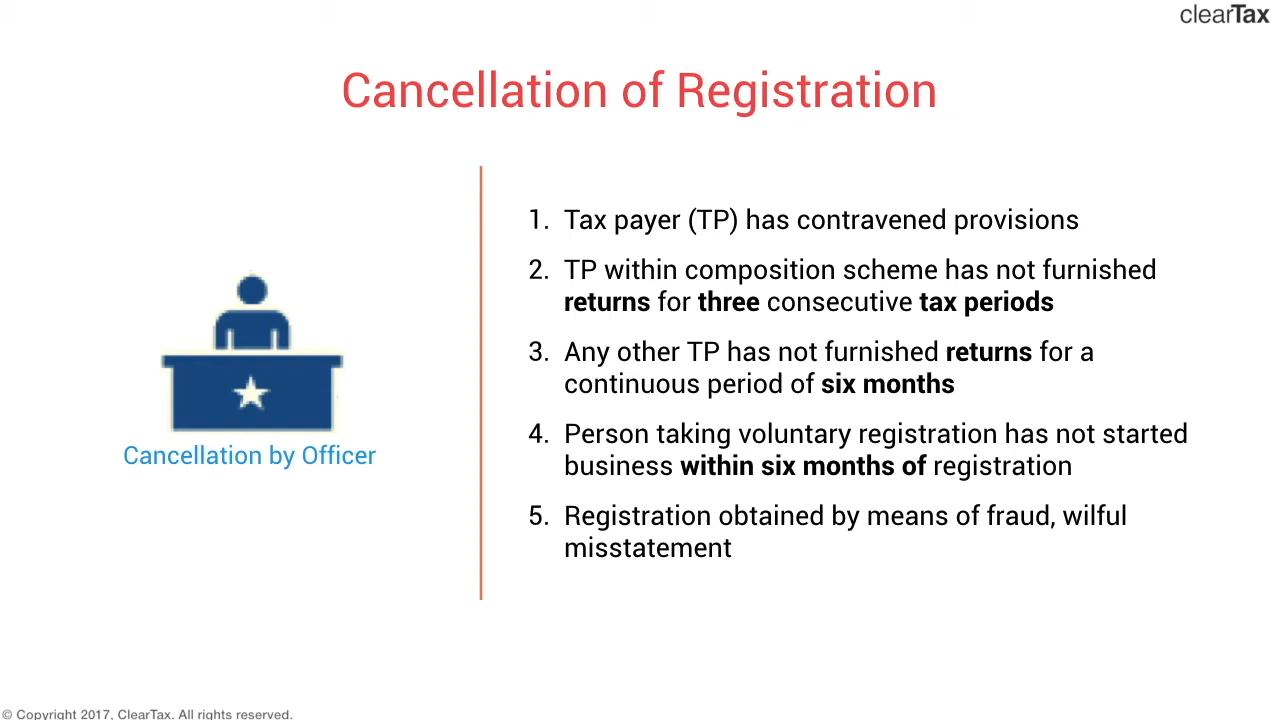 clearTax
Cancellation of Registration
1. Tax payer (TP) has contravened provisions
2. TP within composition scheme has not furnished
returns for three consecutive tax periods
3. Any other TP has not furnished returns for a
continuous period of six months
4. Person taking voluntary registration has not started
business within six months of registration
5. Registration obtained by means of fraud, wilful
misstatement
Cancellation by Officer
© Copyright 2017, ClearTax. All rights reserved.